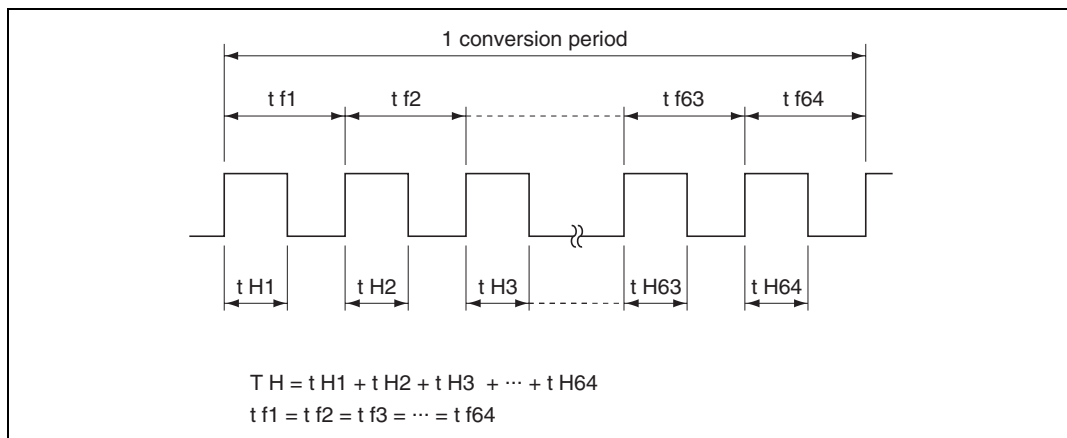 1 conversion period
t f1 t f2 t f63 t f64
t H1 t H2 t H3 t H63 t H64
T H = t H1 + t H2 + t H3 + ··· + t H64
t f1 = t f2 = t f3 = ··· = t f64